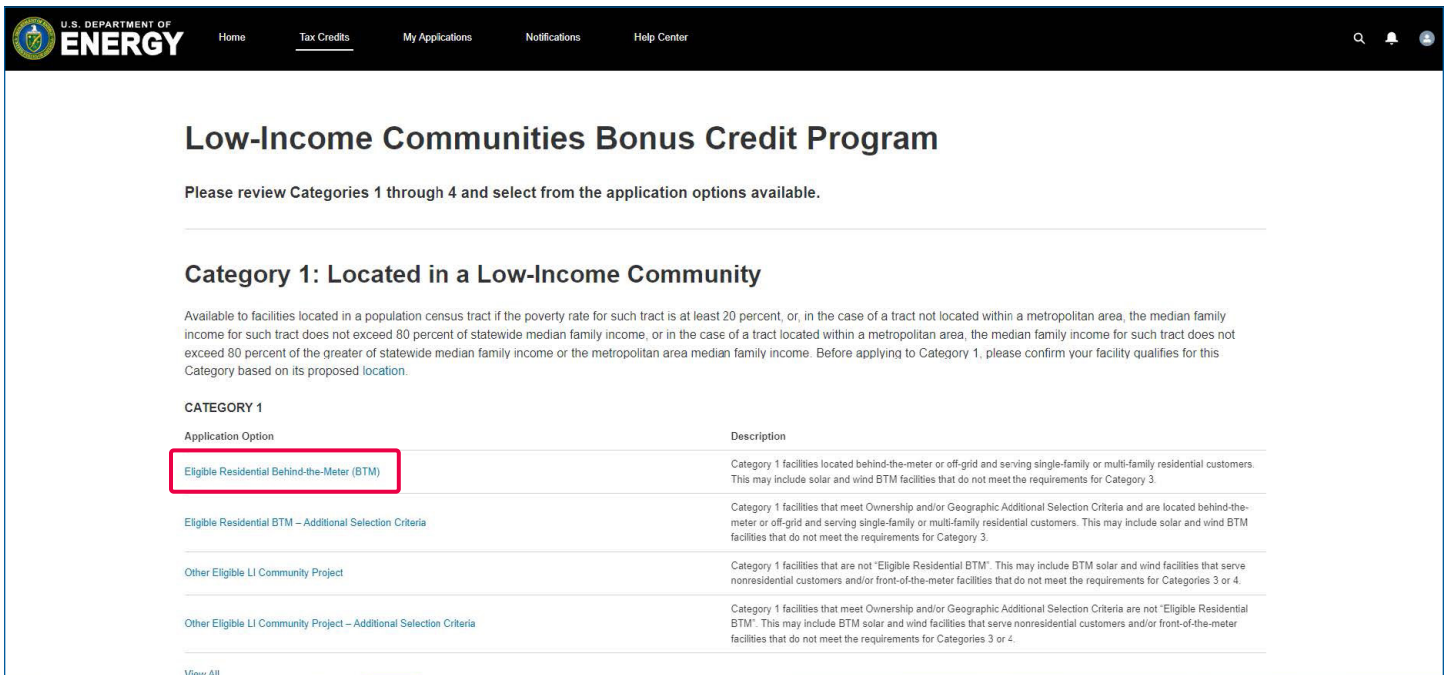 U.S. DEPARTMENT OF
ENERGY
Home Tax Credits My Applications Notifications Help Center
Low-Income Communities Bonus Credit Program
Please review Categories 1 through 4 and select from the application options available.
Category 1: Located in a Low-Income Community
Available to facilities located in a population census tract if the poverty rate for such tract is at least 20 percent, or, in the case of a tract not located within a metropolitan area, the median family
income for such tract does not exceed 80 percent of statewide median family income, or in the case of a tract located within a metropolitan area, the median family income for such tract does not
exceed 80 percent of the greater of statewide median family income or the metropolitan area median family income. Before applying to Category 1, please confirm your facility qualifies for this
Category based on its proposed location.
CATEGORY 1
Application Option Description
Eligible Residential Behind-the-Meter (BTM)
Category 1 facilities located behind-the-meter or off-grid and serving single-family or multi-family residential customers.
This may include solar and wind BTM facilities that do not meet the requirements for Category 3.
Eligible Residential BTM – Additional Selection Criteria
Category 1 facilities that meet Ownership and/or Geographic Additional Selection Criteria and are located behind-the-
meter or off-grid and serving single-family or multi-family residential customers. This may include solar and wind BTM
facilities that do not meet the requirements for Category 3.
Other Eligible LI Community Project
Category 1 facilities that are not "Eligible Residential BTM". This may include BTM solar and wind facilities that serve
nonresidential customers and/or front-of-the-meter facilities that do not meet the requirements for Categories 3 or 4.
Other Eligible LI Community Project – Additional Selection Criteria
Category 1 facilities that meet Ownership and/or Geographic Additional Selection Criteria are not "Eligible Residential
BTM". This may include BTM solar and wind facilities that serve nonresidential customers and/or front-of-the-meter
facilities that do not meet the requirements for Categories 3 or 4.
View All